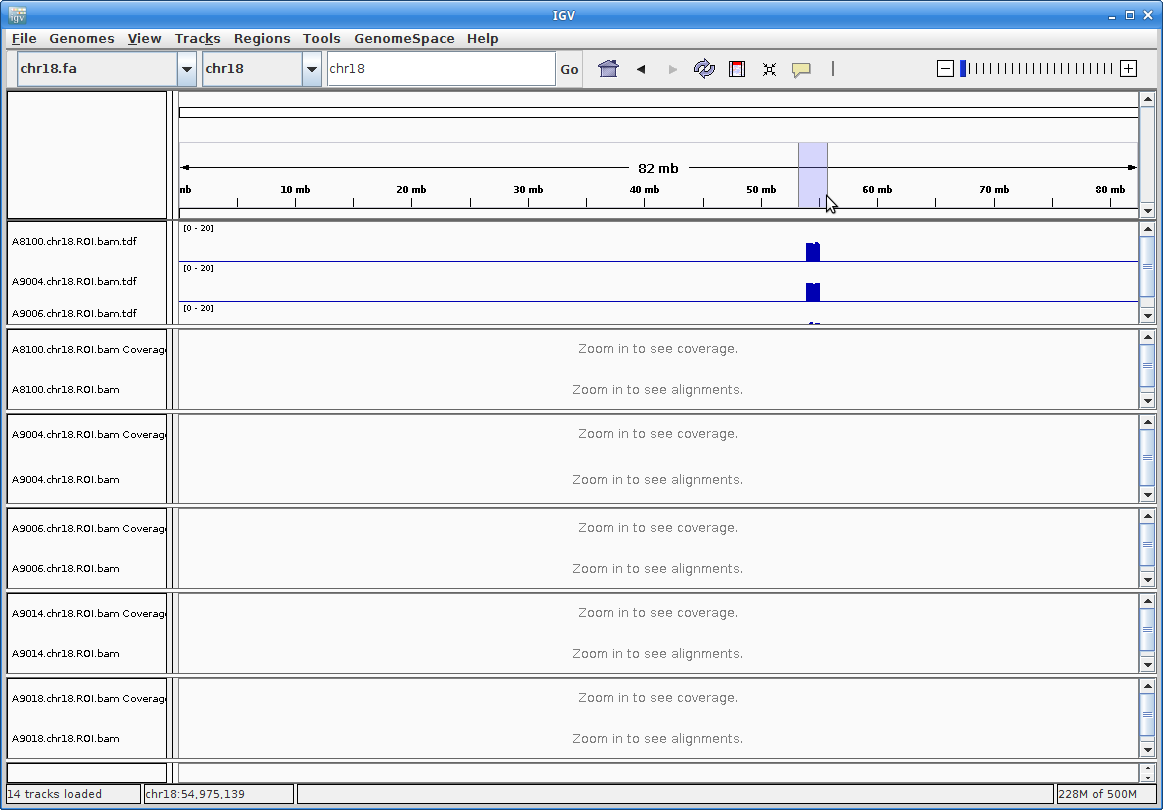 IGV
File Genomes View Tracks Regions Tools GenomeSpace Help
chr18.fa chr18 chr18 Go
82 mb
nb 10 mb 20 mb 30 mb 40 mb 50 mb 60 mb 70 mb 80 mb
[0 - 20]
A8100.chr18.ROI.bam.tdf
[0 - 20]
A9004.chr18.ROI.bam.tdf
[0 - 20]
A9006.chr18.ROI.bam.tdf
A8100.chr18.ROI.bam Coverag Zoom in to see coverage.
A8100.chr18.ROI.bam Zoom in to see alignments.
A9004.chr18.ROI.bam Coverag Zoom in to see coverage.
A9004.chr18.ROI.bam Zoom in to see alignments.
A9006.chr18.ROI.bam Coverag Zoom in to see coverage.
A9006.chr18.ROI.bam Zoom in to see alignments.
A9014.chr18.ROI.bam Coverag Zoom in to see coverage.
A9014.chr18.ROI.bam Zoom in to see alignments.
A9018.chr18.ROI.bam Coverag Zoom in to see coverage.
A9018.chr18.ROI.bam Zoom in to see alignments.
14 tracks loaded chr18:54,975,139 228M of 500M